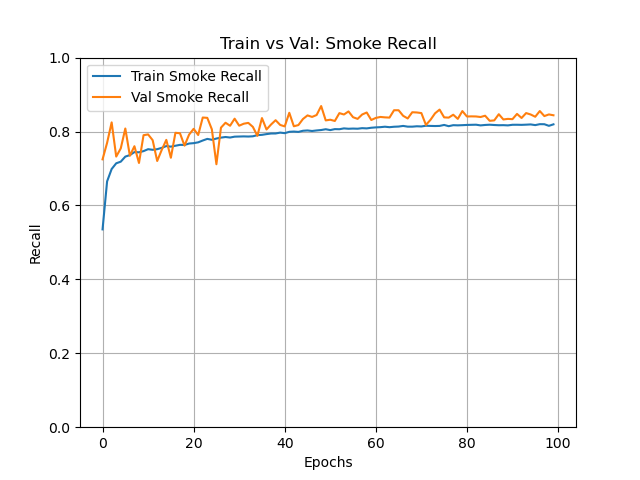 Train vs Val: Smoke Recall
Train Smoke Recall
Val Smoke Recall
1.0
0.8
0.6
0.4
0.2
0.0
Recall
0 20 40 60 80 100
Epochs